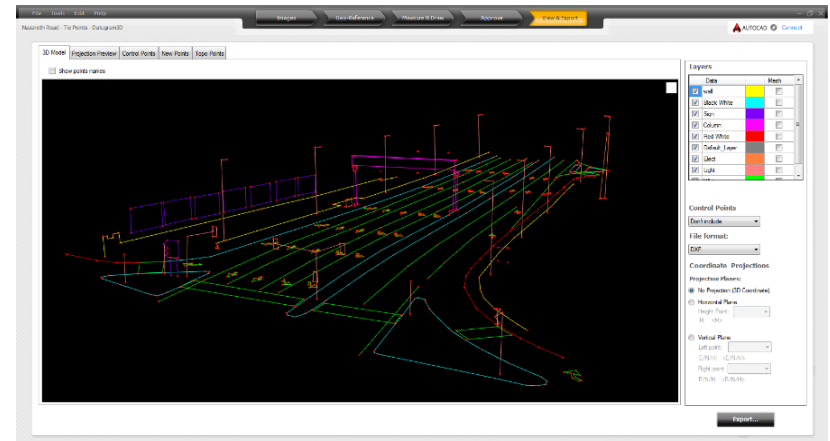 File Tools Edit Help
Images
Geo-Reference
Measure & Draw
Approve
View & Export
Nazareth Road - Tie Points - Datugram3D
AUTOCAD
Connect
3D Model
Projection Preview
Control Points
New Points
Tape Points
Show points names
Layers
Data
Mesh
wall
Black White
Sign
Column
Red White
Default_Layer
Elect
Light
Control Points
Don't include
File format:
DXF
Coordinate Projections
Projection Planes:
No Projection (3D Coordinate)
Horizontal Plane
Height Point:
Vertical Plane
Left point:
E/N/H: <E/N/H>
Right point:
E/N/H: <E/N/H>
Export...